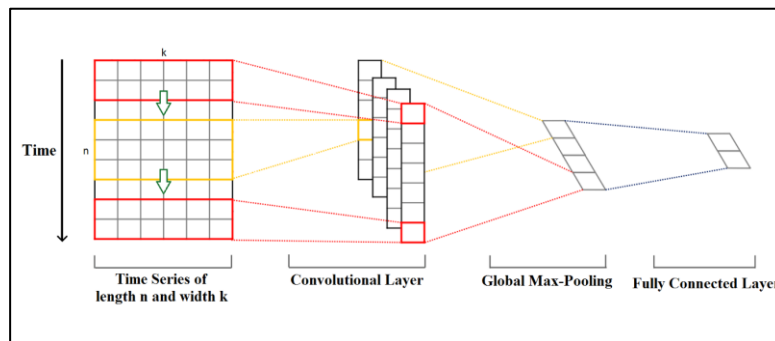 k
Time
n
Time Series of
length n and width k
Convolutional Layer
Global Max-Pooling
Fully Connected Layer